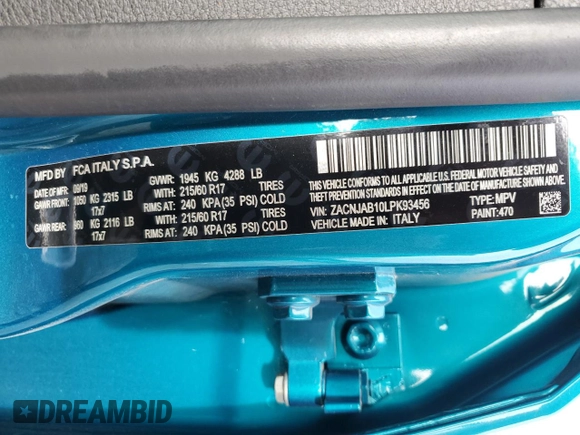 MFD BY FCA ITALY S.P.A.
DATE OF MFR 09/19 GVWR: 1945 KG 4288 LB
GAWR FRONT: 1050 KG 2315 LB WITH 215/60 R17 TIRES
17x7 RIMS AT: 240 KPA (35 PSI) COLD
GAWR REAR: 960 KG 2116 LB WITH 215/60 R17 TIRES
17x7 RIMS AT: 240 KPA (35 PSI) COLD
THIS VEHICLE CONFORMS TO ALL APPLICABLE U.S.A. FEDERAL MOTOR VEHICLE SAFETY,
BUMPER, AND THEFT PREVENTION STANDARDS IN EFFECT ON THE DATE OF MANUFACTURE SHOWN ABOVE.
VIN: ZACNJAB10LPK93456 TYPE: MPV
VEHICLE MADE IN: ITALY PAINT: 470
DREAMBID